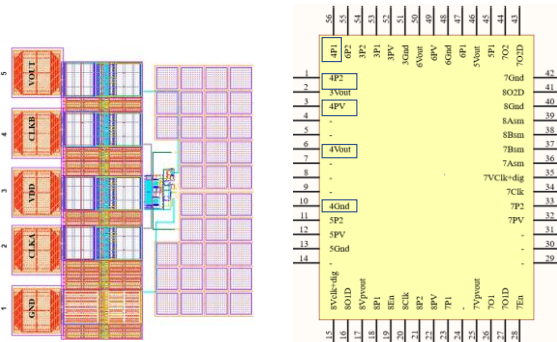 5 VOUT
4 CLKB
3 VDD
2 CLKA
1 GND
56 55 54 53 52 51 50 49 48 47 46 45 44 43
4P1 6P2 3P2 3P1 3PV 3Gnd 6Vout 6PV 6Gnd 6P1 5Vout 5P1 7O2 7O2D
1 4P2
2 3Vout
3 4PV
4 -
5 -
6 4Vout
7 -
8 -
9 -
10 4Gnd
11 5P2
12 5PV
13 5Gnd
14 -
7Gnd 42
8O2D 41
8Gnd 40
8Asm 39
8Bsm 38
7Bsm 37
7Asm 36
7VClk+dig 35
7Clk 34
7P2 33
7PV 32
- 31
- 30
- 29
8Vclk+dig 8O1D 8Vpvout 8P1 8En 8Clk 8P2 8PV 7P1 - 7Vpvout 7O1 7O1D 7En
15 16 17 18 19 20 21 22 23 24 25 26 27 28